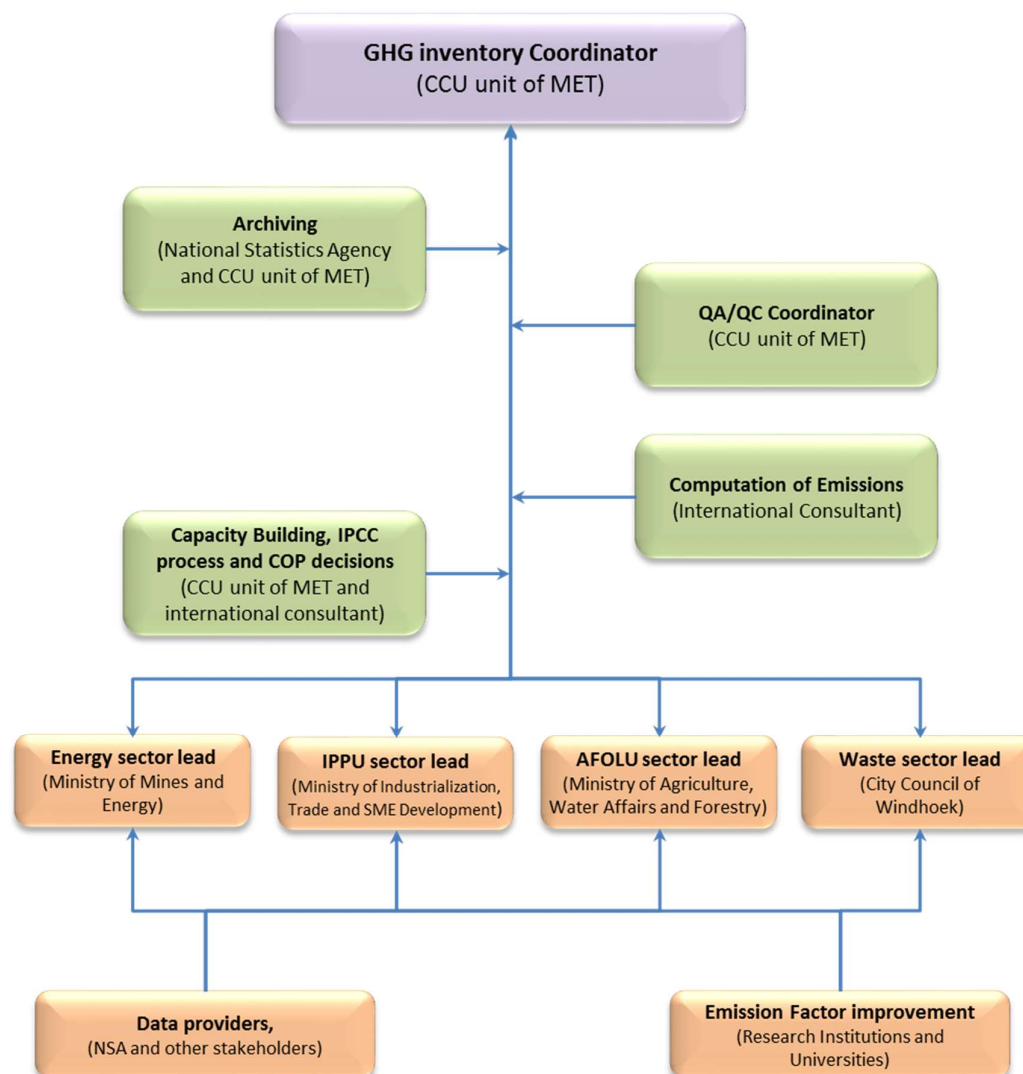 GHG inventory Coordinator
(CCU unit of MET)
Archiving
(National Statistics Agency
and CCU unit of MET)
QA/QC Coordinator
(CCU unit of MET)
Computation of Emissions
(International Consultant)
Capacity Building, IPCC
process and COP decisions
(CCU unit of MET and
international consultant)
Energy sector lead
(Ministry of Mines and
Energy)
IPPU sector lead
(Ministry of Industrialization,
Trade and SME Development)
AFOLU sector lead
(Ministry of Agriculture,
Water Affairs and Forestry)
Waste sector lead
(City Council of
Windhoek)
Data providers,
(NSA and other stakeholders)
Emission Factor improvement
(Research Institutions and
Universities)